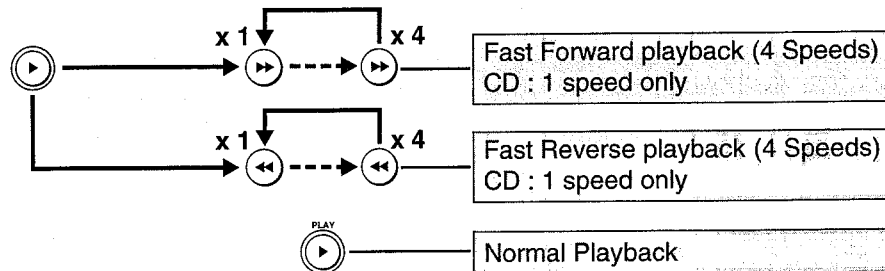 x 1
x 4
Fast Forward playback (4 Speeds)
CD : 1 speed only
x 1
x 4
Fast Reverse playback (4 Speeds)
CD : 1 speed only
PLAY
Normal Playback